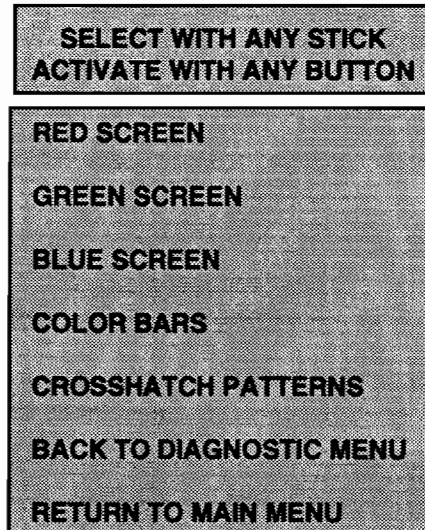 SELECT WITH ANY STICK
ACTIVATE WITH ANY BUTTON
RED SCREEN
GREEN SCREEN
BLUE SCREEN
COLOR BARS
CROSSHATCH PATTERNS
BACK TO DIAGNOSTIC MENU
RETURN TO MAIN MENU